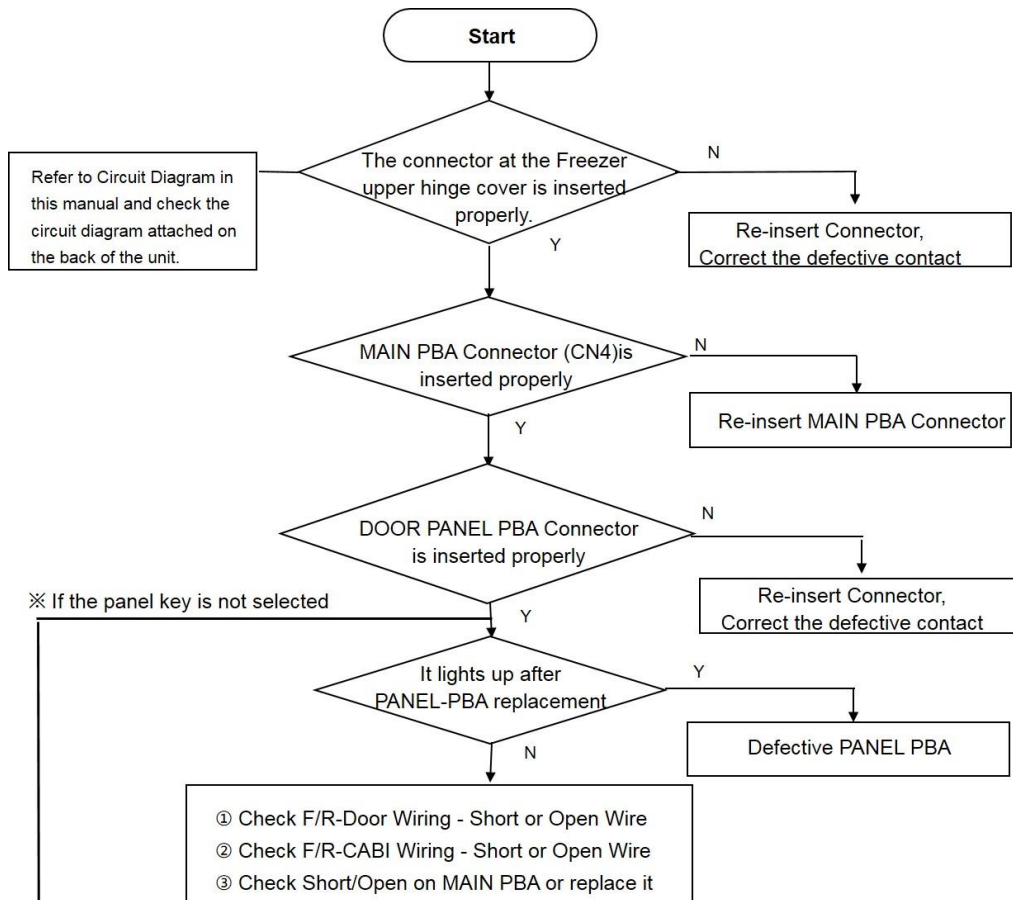 Start
The connector at the Freezer
upper hinge cover is inserted
properly.
N
Refer to Circuit Diagram in
this manual and check the
circuit diagram attached on
the back of the unit.
Y
Re-insert Connector,
Correct the defective contact
MAIN PBA Connector (CN4)is
inserted properly
N
Y
Re-insert MAIN PBA Connector
DOOR PANEL PBA Connector
is inserted properly
N
※ If the panel key is not selected
Y
Re-insert Connector,
Correct the defective contact
It lights up after
PANEL-PBA replacement
Y
N
Defective PANEL PBA
① Check F/R-Door Wiring - Short or Open Wire
② Check F/R-CABI Wiring - Short or Open Wire
③ Check Short/Open on MAIN PBA or replace it